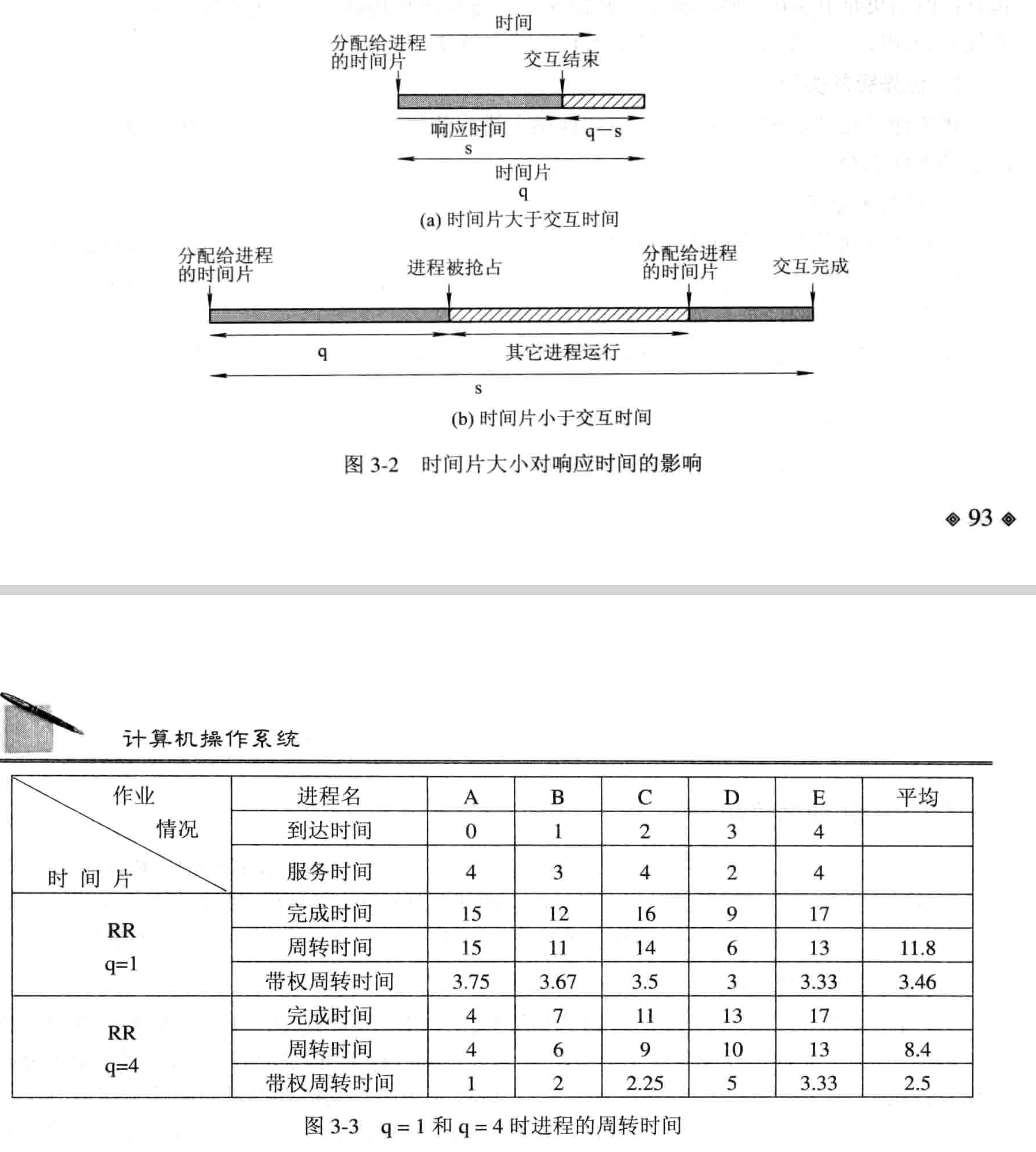 时间
分配给进程
的时间片
交互结束
响应时间
s
q－s
时间片
q
(a) 时间片大于交互时间
分配给进程
的时间片
进程被抢占
分配给进程
的时间片
交互完成
q
其它进程运行
s
(b) 时间片小于交互时间
图 3-2 时间片大小对响应时间的影响
93
计算机操作系统
作业 情况 时间片 进程名 A B C D E 平均
到达时间 0 1 2 3 4
服务时间 4 3 4 2 4
RR q=1 完成时间 15 12 16 9 17
周转时间 15 11 14 6 13 11.8
带权周转时间 3.75 3.67 3.5 3 3.33 3.46
RR q=4 完成时间 4 7 11 13 17
周转时间 4 6 9 10 13 8.4
带权周转时间 1 2 2.25 5 3.33 2.5
图 3-3 q = 1 和 q = 4 时进程的周转时间